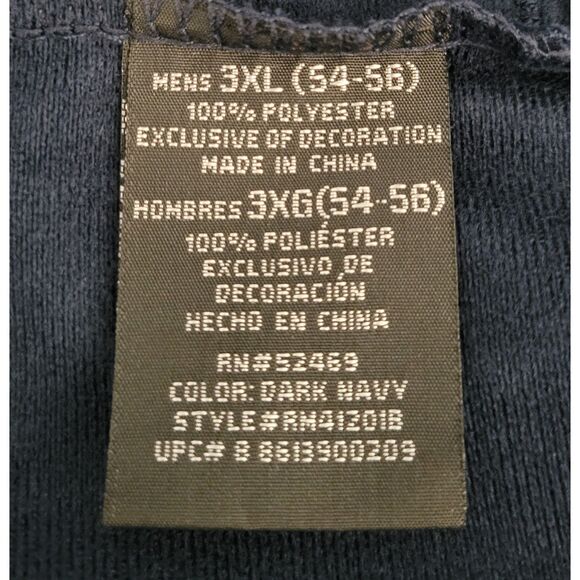 MENS 3XL (54-56)
100% POLYESTER
EXCLUSIVE OF DECORATION
MADE IN CHINA
HOMBRES 3XG(54-56)
100% POLIÉSTER
EXCLUSIVO DE
DECORACIÓN
HECHO EN CHINA
RN#52469
COLOR: DARK NAVY
STYLE#RM41201B
UPC# 8 8613900209